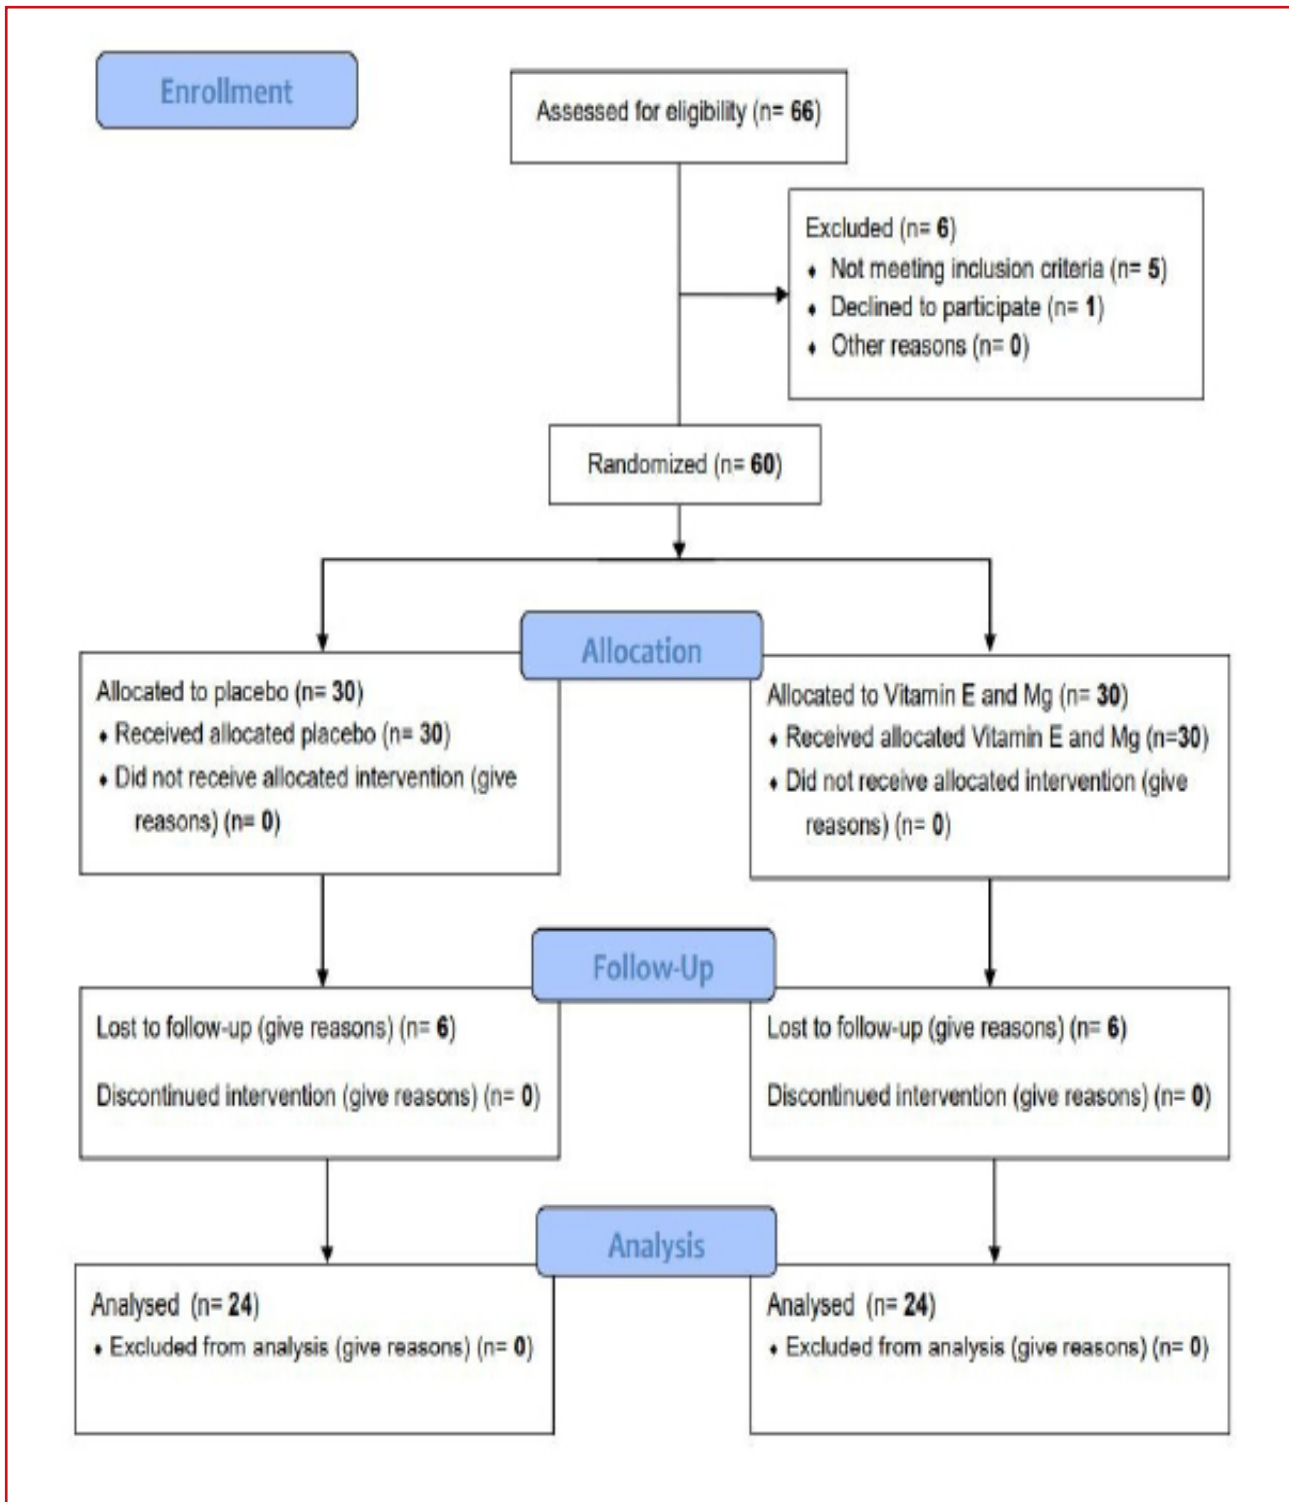 Enrollment
Assessed for eligibility (n= 66)
Excluded (n= 6)
♦ Not meeting inclusion criteria (n= 5)
♦ Declined to participate (n= 1)
♦ Other reasons (n= 0)
Randomized (n= 60)
Allocation
Allocated to placebo (n= 30)
♦ Received allocated placebo (n= 30)
♦ Did not receive allocated intervention (give
reasons) (n= 0)
Allocated to Vitamin E and Mg (n= 30)
♦ Received allocated Vitamin E and Mg (n=30)
♦ Did not receive allocated intervention (give
reasons) (n= 0)
Follow-Up
Lost to follow-up (give reasons) (n= 6)
Discontinued intervention (give reasons) (n= 0)
Lost to follow-up (give reasons) (n= 6)
Discontinued intervention (give reasons) (n= 0)
Analysis
Analysed (n= 24)
♦ Excluded from analysis (give reasons) (n= 0)
Analysed (n= 24)
♦ Excluded from analysis (give reasons) (n= 0)